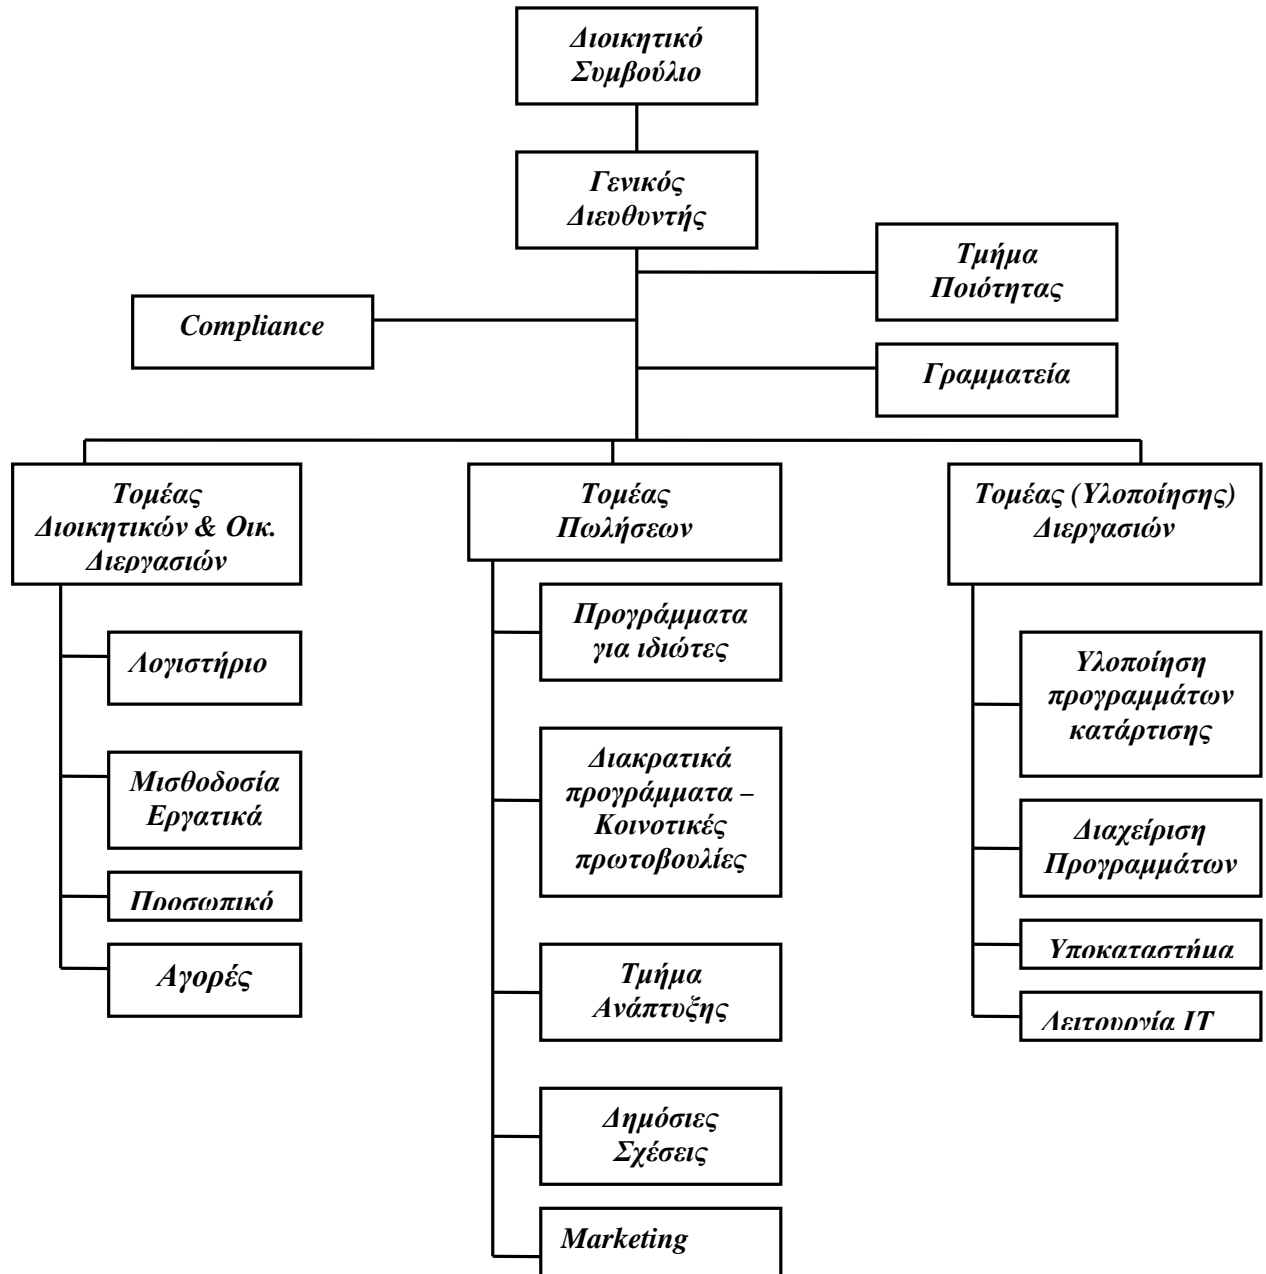 Διοικητικό
Συμβούλιο
Γενικός
Διευθυντής
Τμήμα
Ποιότητας
Compliance
Γραμματεία
Τομέας
Διοικητικών & Οικ.
Διεργασιών
Τομέας
Πωλήσεων
Τομέας (Υλοποίησης)
Διεργασιών
Λογιστήριο
Μισθοδοσία
Εργατικά
Προσωπικό
Αγορές
Προγράμματα
για ιδιώτες
Διακρατικά
προγράμματα –
Κοινοτικές
πρωτοβουλίες
Τμήμα
Ανάπτυξης
Δημόσιες
Σχέσεις
Marketing
Υλοποίηση
προγραμμάτων
κατάρτισης
Διαχείριση
Προγραμμάτων
Υποκαταστήμα
Λειτουργία IT